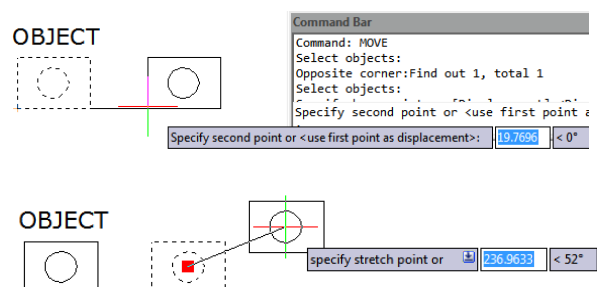 OBJECT
Command Bar
Command: MOVE
Select objects:
Opposite corner:Find out 1, total 1
Select objects:
Specify second point or <use first point a
Specify second point or <use first point as displacement>: 19.7696 < 0°
OBJECT
specify stretch point or 236.9633 < 52°